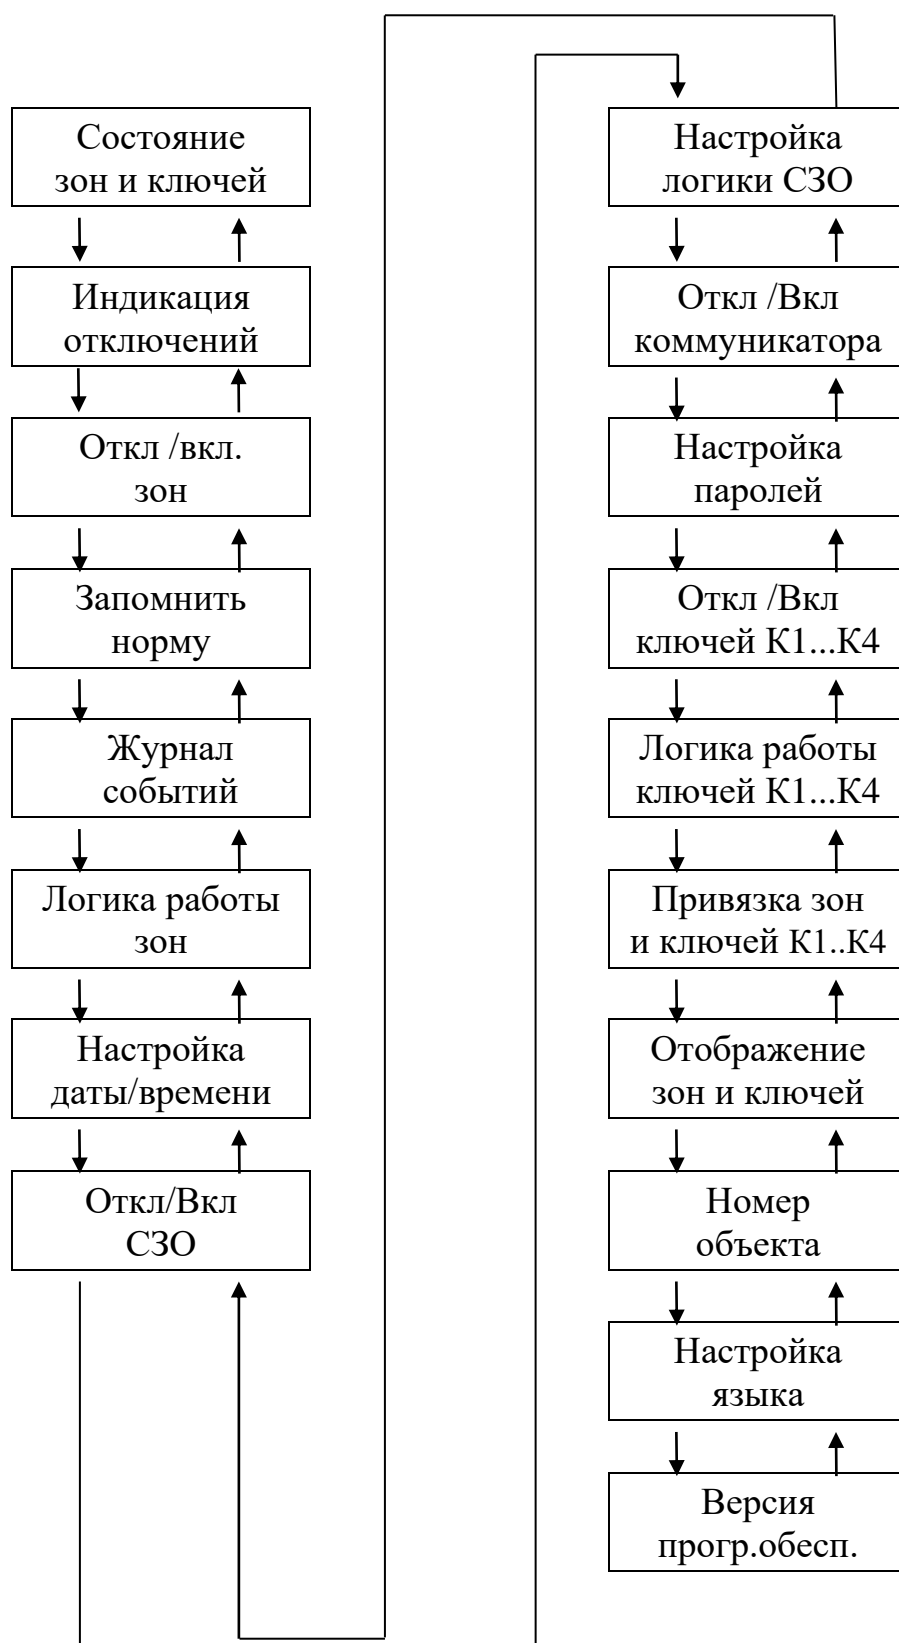 Состояние
зон и ключей
Индикация
отключений
Откл /вкл.
зон
Запомнить
норму
Журнал
событий
Логика работы
зон
Настройка
даты/времени
Откл/Вкл
СЗО
Настройка
логики СЗО
Откл /Вкл
коммуникатора
Настройка
паролей
Откл /Вкл
ключей К1...К4
Логика работы
ключей К1...К4
Привязка зон
и ключей К1..К4
Отображение
зон и ключей
Номер
объекта
Настройка
языка
Версия
прогр.обесп.